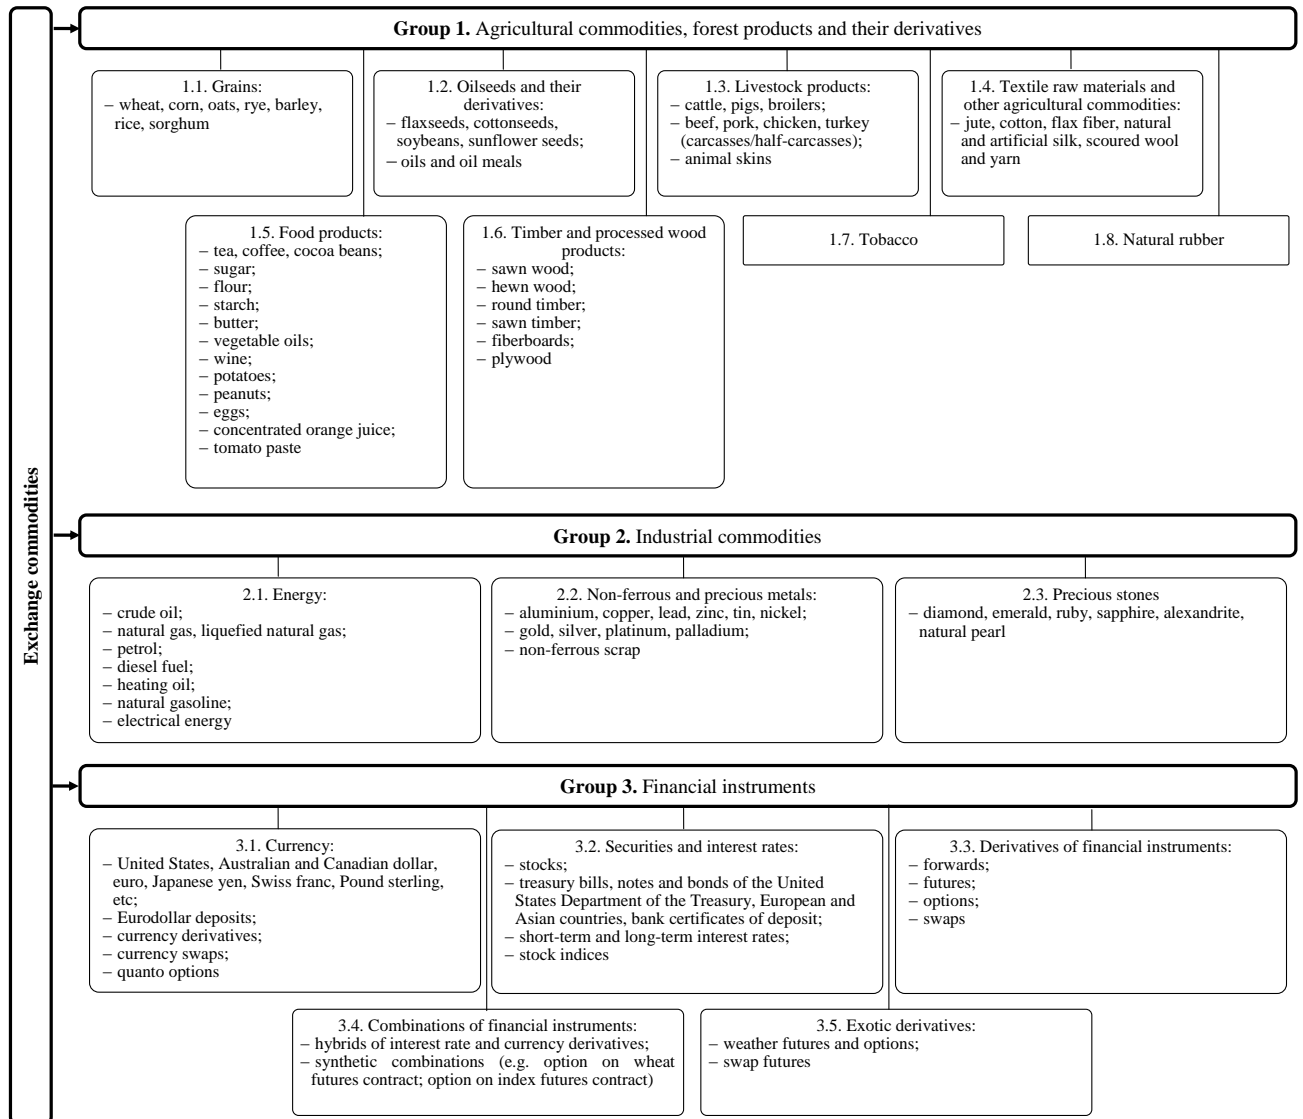 Exchange commodities
Group 1. Agricultural commodities, forest products and their derivatives
1.1. Grains:
– wheat, corn, oats, rye, barley,
rice, sorghum
1.2. Oilseeds and their
derivatives:
– flaxseeds, cottonseeds,
soybeans, sunflower seeds;
– oils and oil meals
1.3. Livestock products:
– cattle, pigs, broilers;
– beef, pork, chicken, turkey
(carcasses/half-carcasses);
– animal skins
1.4. Textile raw materials and
other agricultural commodities:
– jute, cotton, flax fiber, natural
and artificial silk, scoured wool
and yarn
1.5. Food products:
– tea, coffee, cocoa beans;
– sugar;
– flour;
– starch;
– butter;
– vegetable oils;
– wine;
– potatoes;
– peanuts;
– eggs;
– concentrated orange juice;
– tomato paste
1.6. Timber and processed wood
products:
– sawn wood;
– hewn wood;
– round timber;
– sawn timber;
– fiberboards;
– plywood
1.7. Tobacco
1.8. Natural rubber
Group 2. Industrial commodities
2.1. Energy:
– crude oil;
– natural gas, liquefied natural gas;
– petrol;
– diesel fuel;
– heating oil;
– natural gasoline;
– electrical energy
2.2. Non-ferrous and precious metals:
– aluminium, copper, lead, zinc, tin, nickel;
– gold, silver, platinum, palladium;
– non-ferrous scrap
2.3. Precious stones
– diamond, emerald, ruby, sapphire, alexandrite,
natural pearl
Group 3. Financial instruments
3.1. Currency:
– United States, Australian and Canadian dollar,
euro, Japanese yen, Swiss franc, Pound sterling,
etc;
– Eurodollar deposits;
– currency derivatives;
– currency swaps;
– quanto options
3.2. Securities and interest rates:
– stocks;
– treasury bills, notes and bonds of the United
States Department of the Treasury, European and
Asian countries, bank certificates of deposit;
– short-term and long-term interest rates;
– stock indices
3.3. Derivatives of financial instruments:
– forwards;
– futures;
– options;
– swaps
3.4. Combinations of financial instruments:
– hybrids of interest rate and currency derivatives;
– synthetic combinations (e.g. option on wheat
futures contract; option on index futures contract)
3.5. Exotic derivatives:
– weather futures and options;
– swap futures